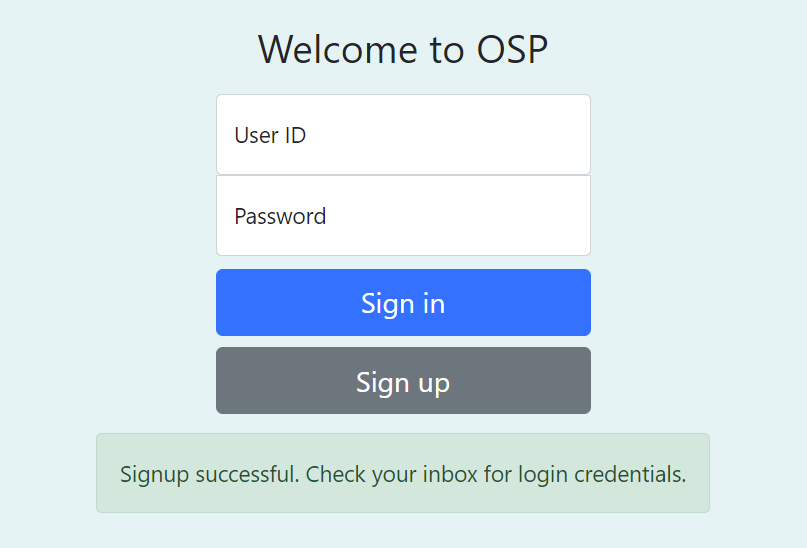 Welcome to OSP
User ID
Password
Sign in
Sign up
Signup successful. Check your inbox for login credentials.